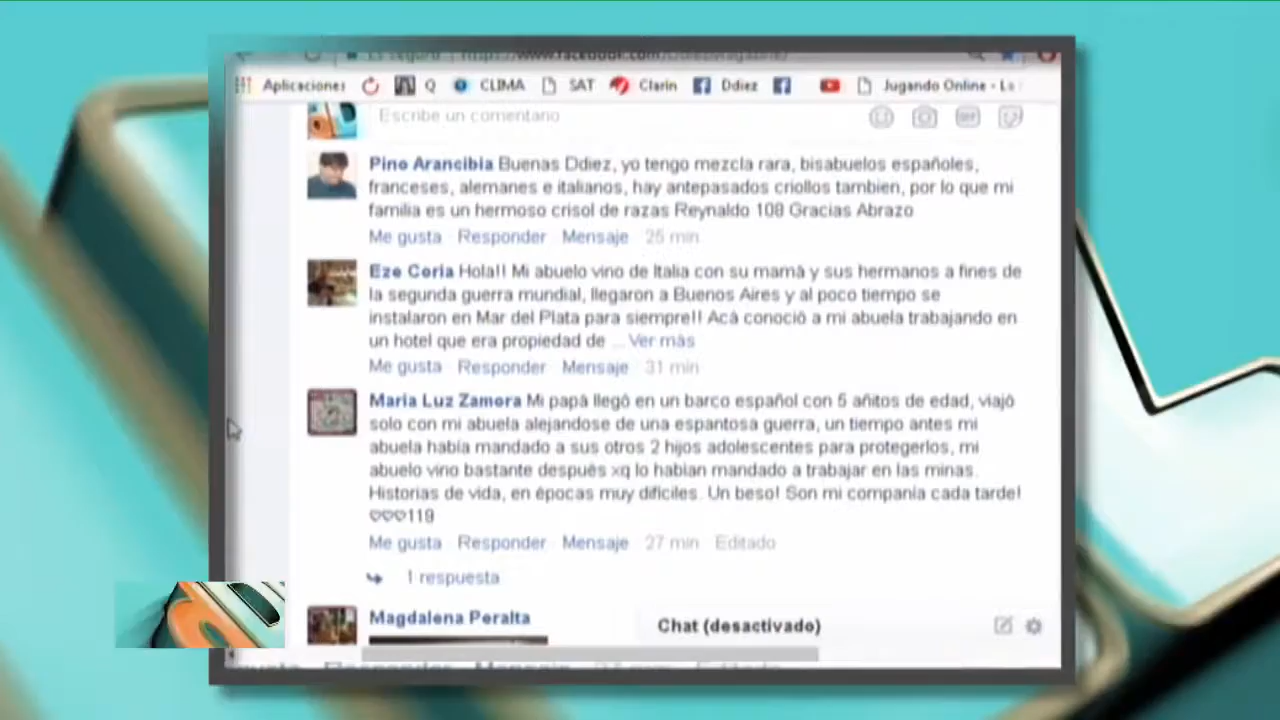 Aplicaciones Q CLIMA SAT Clarín Ddiez Jugando Online - Lo
Escribe un comentario
Pino Arancibia Buenas Ddiez, yo tengo mezcla rara, bisabuelos españoles,
franceses, alemanes e italianos, hay antepasados criollos tambien, por lo que mi
familia es un hermoso crisol de razas Reynaldo 108 Gracias Abrazo
Me gusta · Responder · Mensaje · 25 min
Eze Coria Hola!! Mi abuelo vino de Italia con su mamá y sus hermanos a fines de
la segunda guerra mundial, llegaron a Buenos Aires y al poco tiempo se
instalaron en Mar del Plata para siempre!! Acá conoció a mi abuela trabajando en
un hotel que era propiedad de ... Ver más
Me gusta · Responder · Mensaje · 31 min
Maria Luz Zamora Mi papá llegó en un barco español con 5 añitos de edad, viajó
solo con mi abuela alejandose de una espantosa guerra, un tiempo antes mi
abuela había mandado a sus otros 2 hijos adolescentes para protegerlos, mi
abuelo vino bastante después xq lo habían mandado a trabajar en las minas.
Historias de vida, en épocas muy dificiles. Un beso! Son mi compania cada tarde!
♡♡♡119
Me gusta · Responder · Mensaje · 27 min · Editado
1 respuesta
Magdalena Peralta
Chat (desactivado)